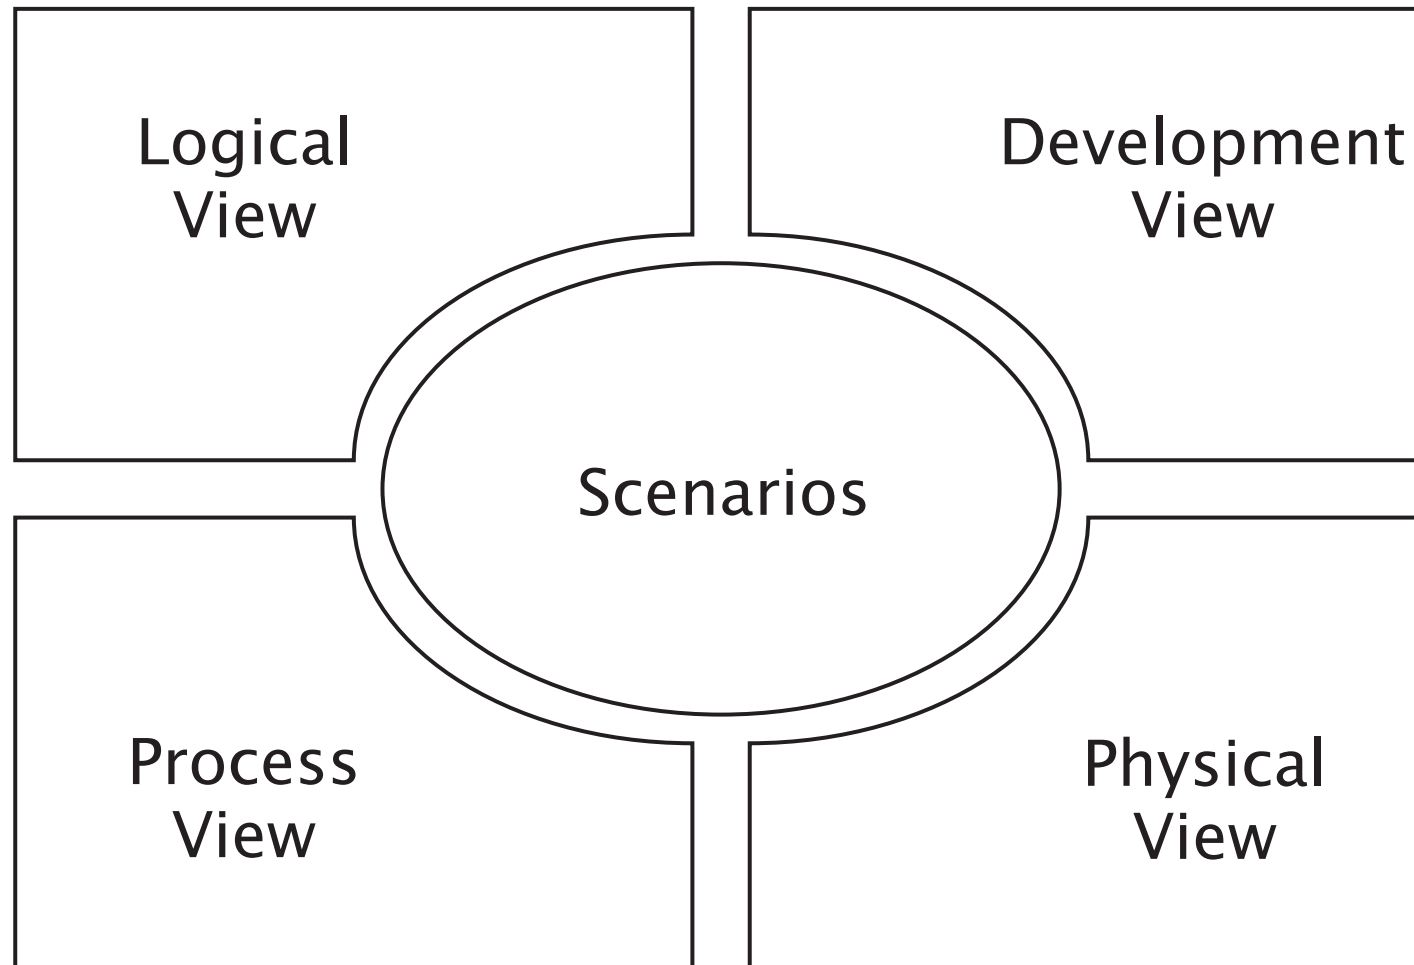 Logical
View
Development
View
Scenarios
Process
View
Physical
View